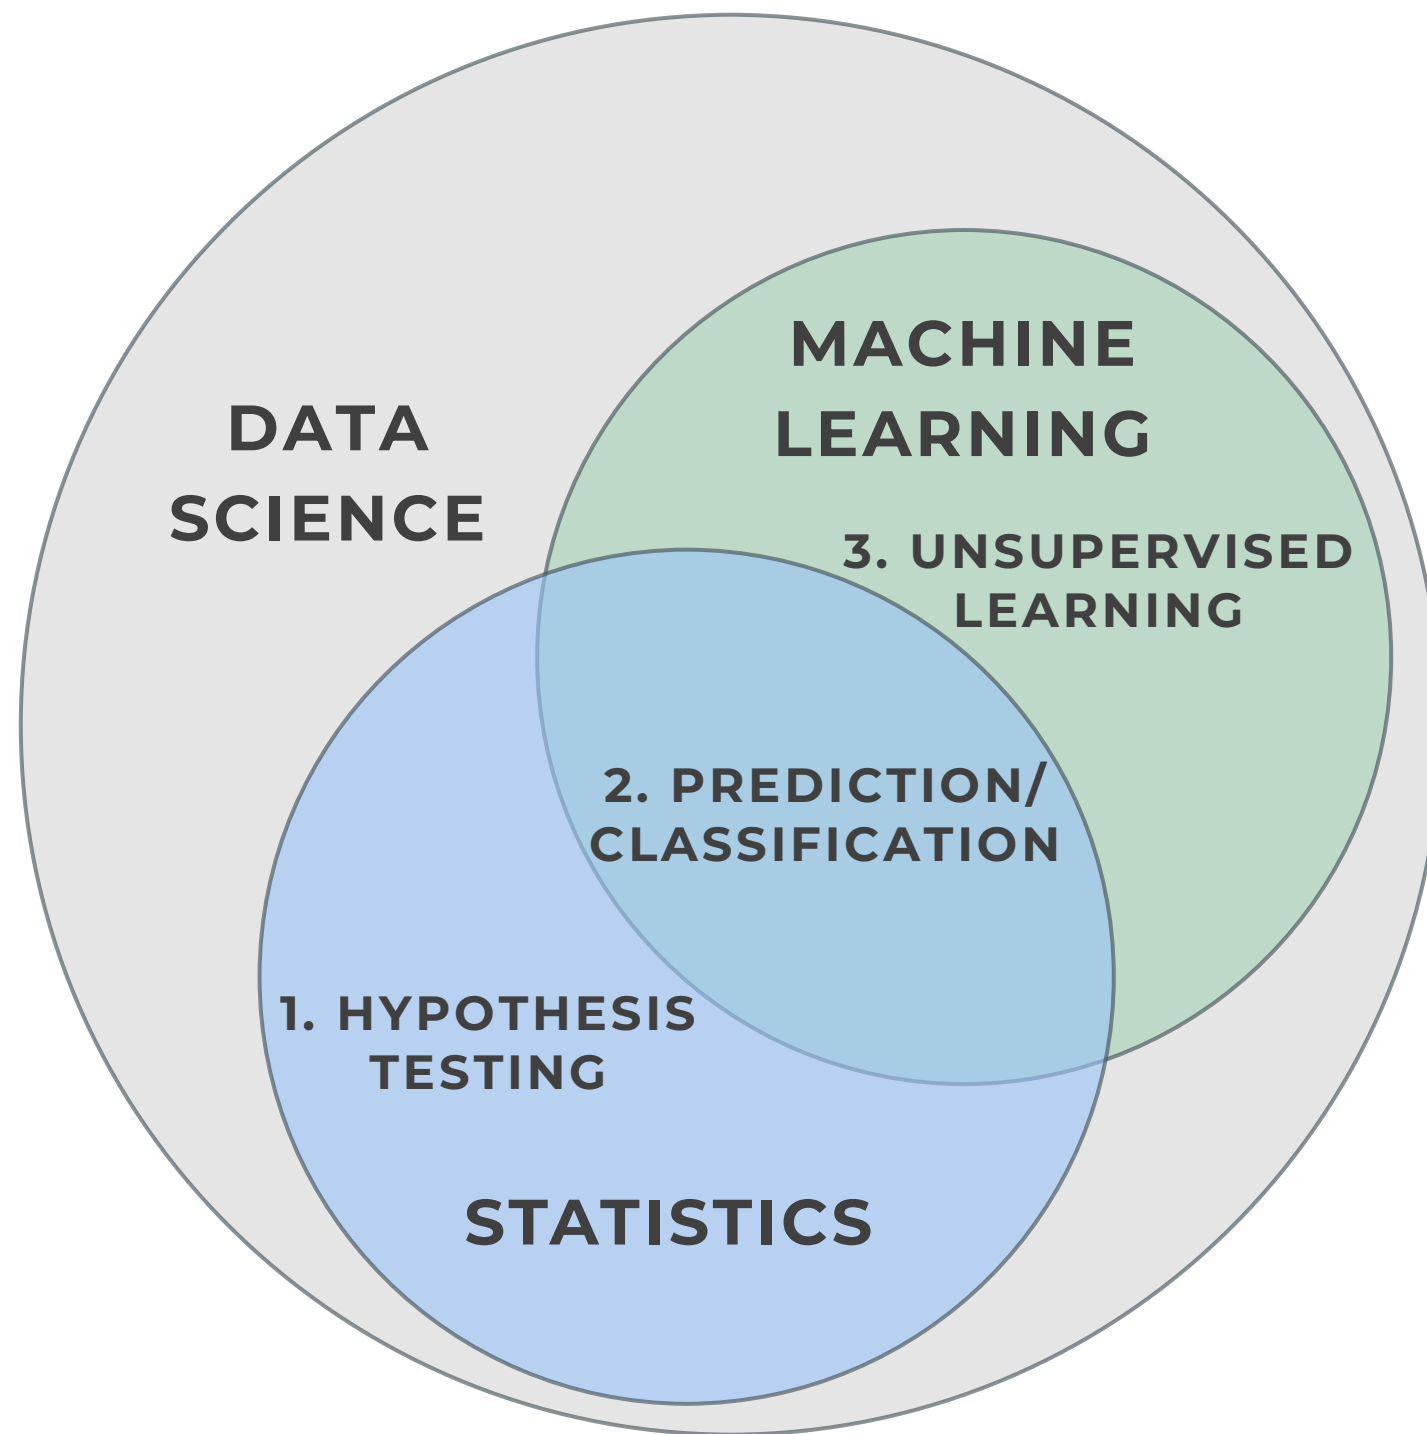 MACHINE
LEARNING
DATA
SCIENCE
3. UNSUPERVISED
LEARNING
2. PREDICTION/
CLASSIFICATION
1. HYPOTHESIS
TESTING
STATISTICS